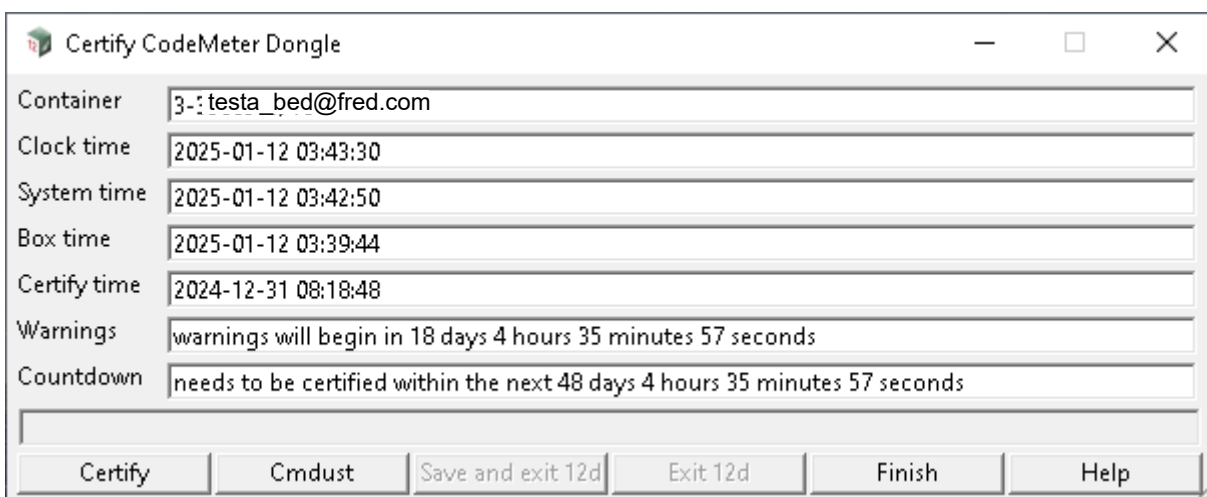 Certify CodeMeter Dongle
Container 3- testa_bed@fred.com
Clock time 2025-01-12 03:43:30
System time 2025-01-12 03:42:50
Box time 2025-01-12 03:39:44
Certify time 2024-12-31 08:18:48
Warnings warnings will begin in 18 days 4 hours 35 minutes 57 seconds
Countdown needs to be certified within the next 48 days 4 hours 35 minutes 57 seconds
Certify Cmdust Save and exit 12d Exit 12d Finish Help